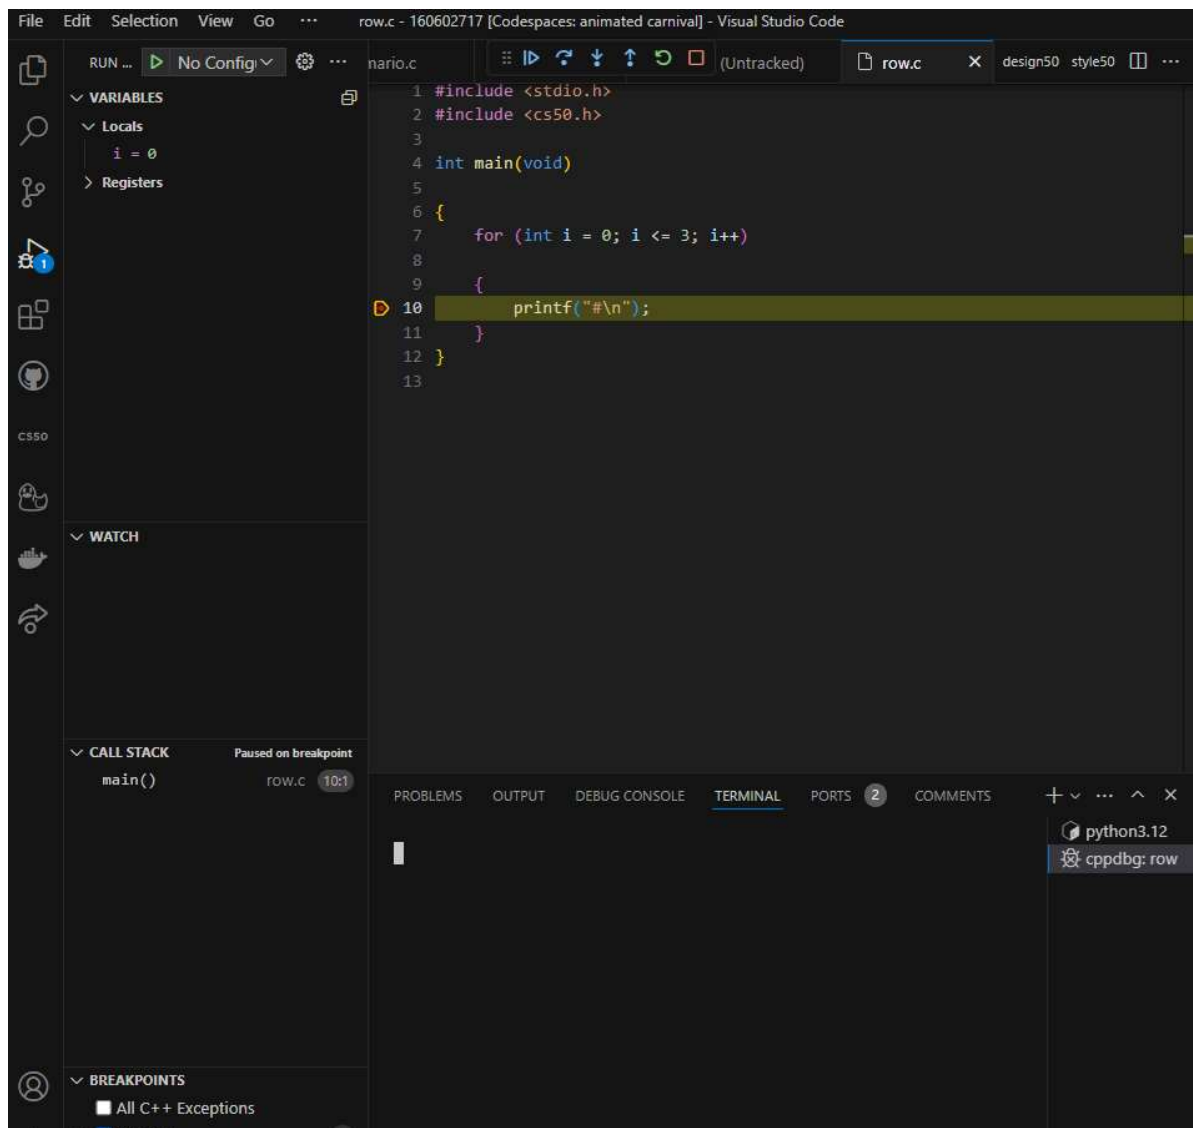 File Edit Selection View Go ··· row.c - 160602717 [Codespaces: animated carnival] - Visual Studio Code
RUN ... No Config
nario.c (Untracked) row.c design50 style50
VARIABLES
Locals
i = 0
Registers
1 #include <stdio.h>
2 #include <cs50.h>
3
4 int main(void)
5
6 {
7 for (int i = 0; i <= 3; i++)
8
9 {
10 printf("#\n");
11 }
12 }
13
CS50
WATCH
CALL STACK Paused on breakpoint
main() row.c 10:1
PROBLEMS OUTPUT DEBUG CONSOLE TERMINAL PORTS 2 COMMENTS
python3.12
cppdbg: row
1
BREAKPOINTS
All C++ Exceptions